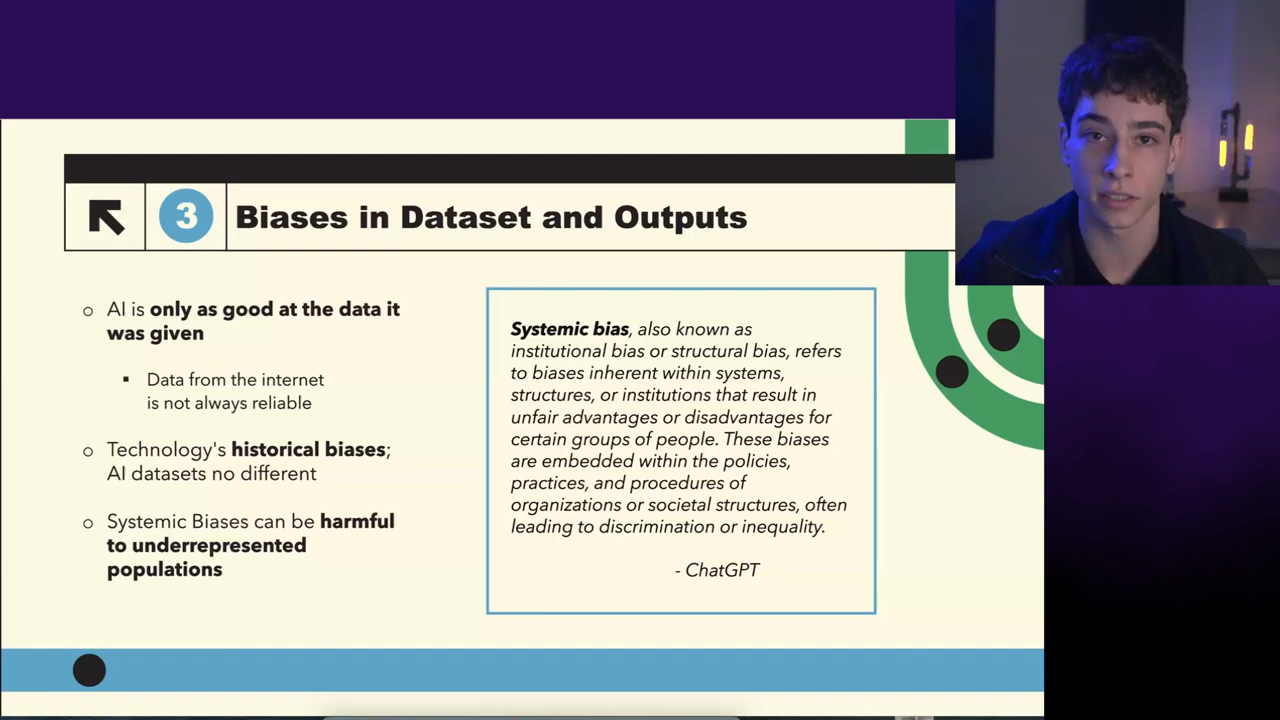 3
Biases in Dataset and Outputs
AI is only as good at the data it
was given
Data from the internet
is not always reliable
Technology's historical biases;
AI datasets no different
Systemic Biases can be harmful
to underrepresented
populations
Systemic bias, also known as
institutional bias or structural bias, refers
to biases inherent within systems,
structures, or institutions that result in
unfair advantages or disadvantages for
certain groups of people. These biases
are embedded within the policies,
practices, and procedures of
organizations or societal structures, often
leading to discrimination or inequality.
- ChatGPT